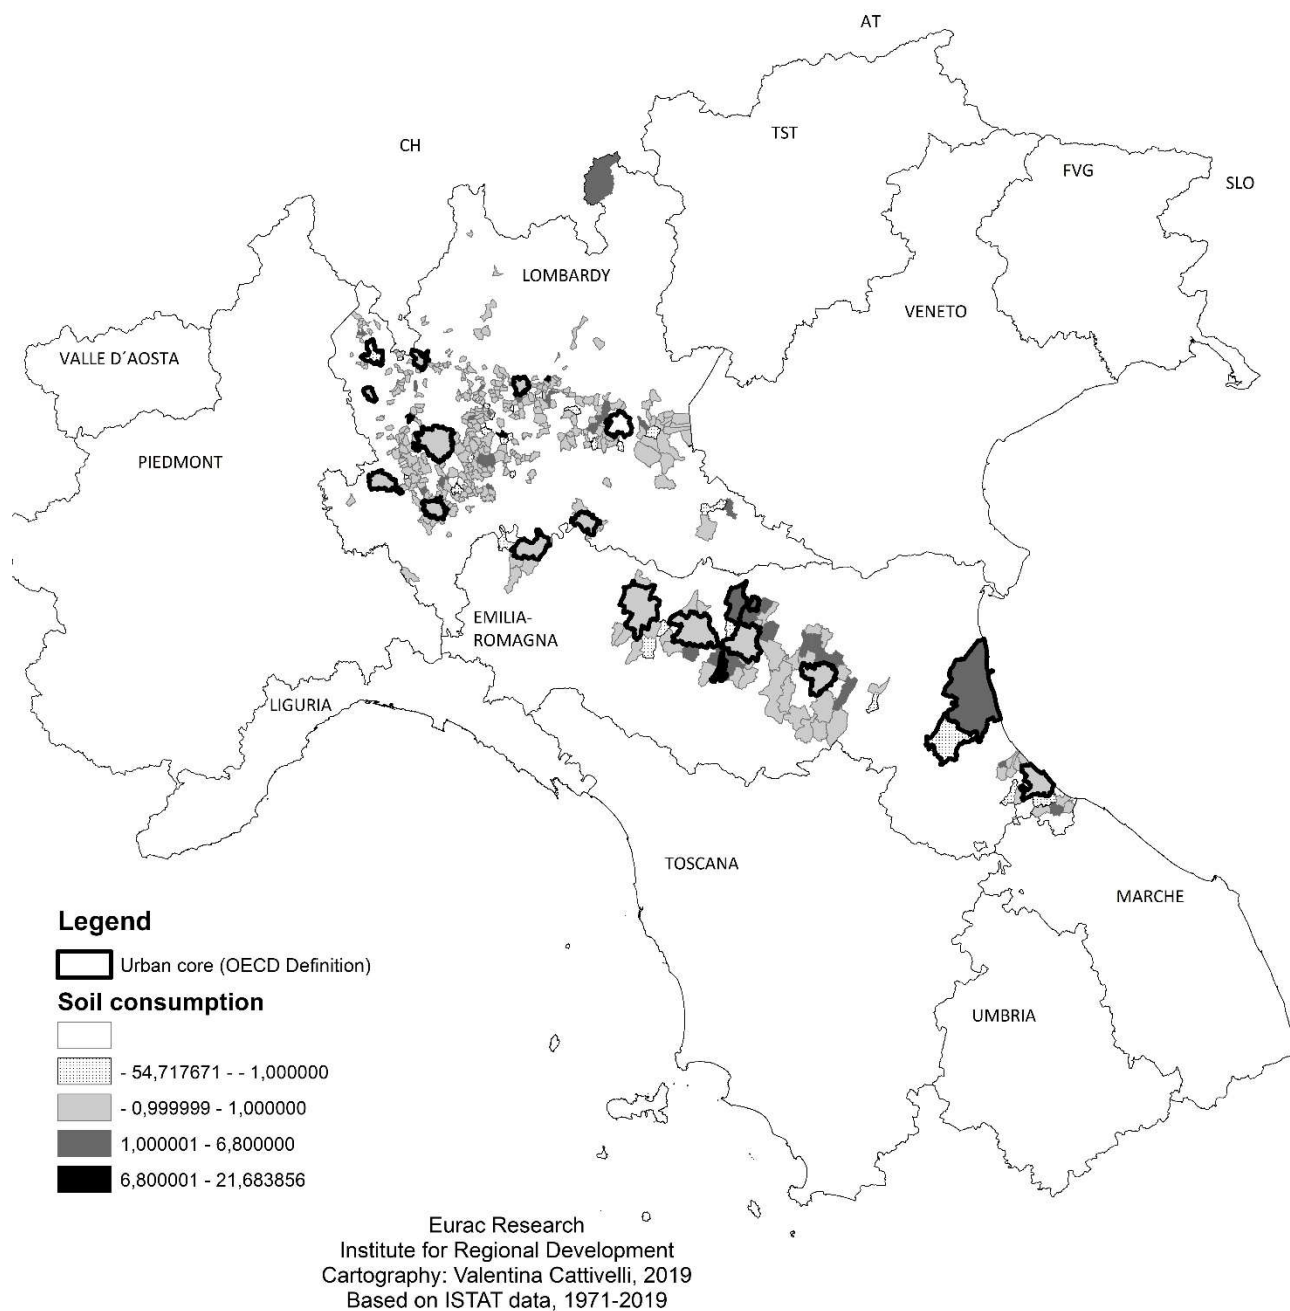 AT
CH
TST
FVG
SLO
LOMBARDY
VENETO
VALLE D´AOSTA
PIEDMONT
EMILIA-
ROMAGNA
LIGURIA
TOSCANA
MARCHE
UMBRIA
Legend
Urban core (OECD Definition)
Soil consumption
- 54,717671 - - 1,000000
- 0,999999 - 1,000000
1,000001 - 6,800000
6,800001 - 21,683856
Eurac Research
Institute for Regional Development
Cartography: Valentina Cattivelli, 2019
Based on ISTAT data, 1971-2019